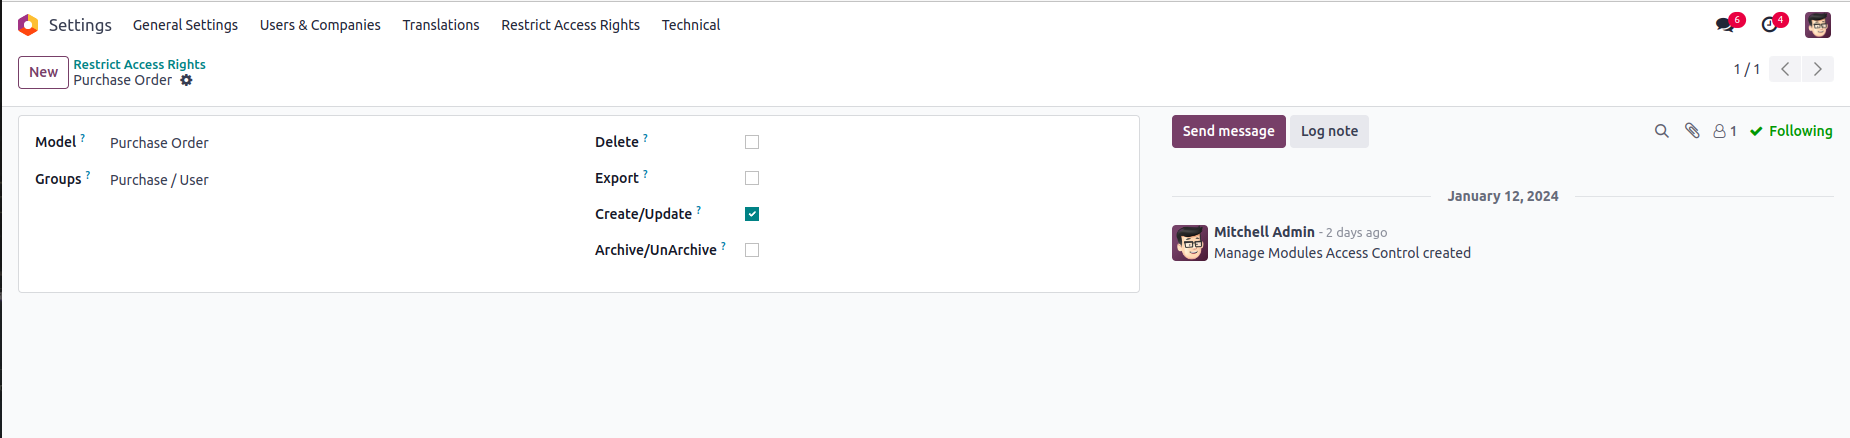 Settings General Settings Users & Companies Translations Restrict Access Rights Technical 6 4
New Restrict Access Rights
Purchase Order 1 / 1
Model ? Purchase Order
Groups ? Purchase / User
Delete ?
Export ?
Create/Update ?
Archive/UnArchive ?
Send message Log note 1 Following
January 12, 2024
Mitchell Admin - 2 days ago
Manage Modules Access Control created